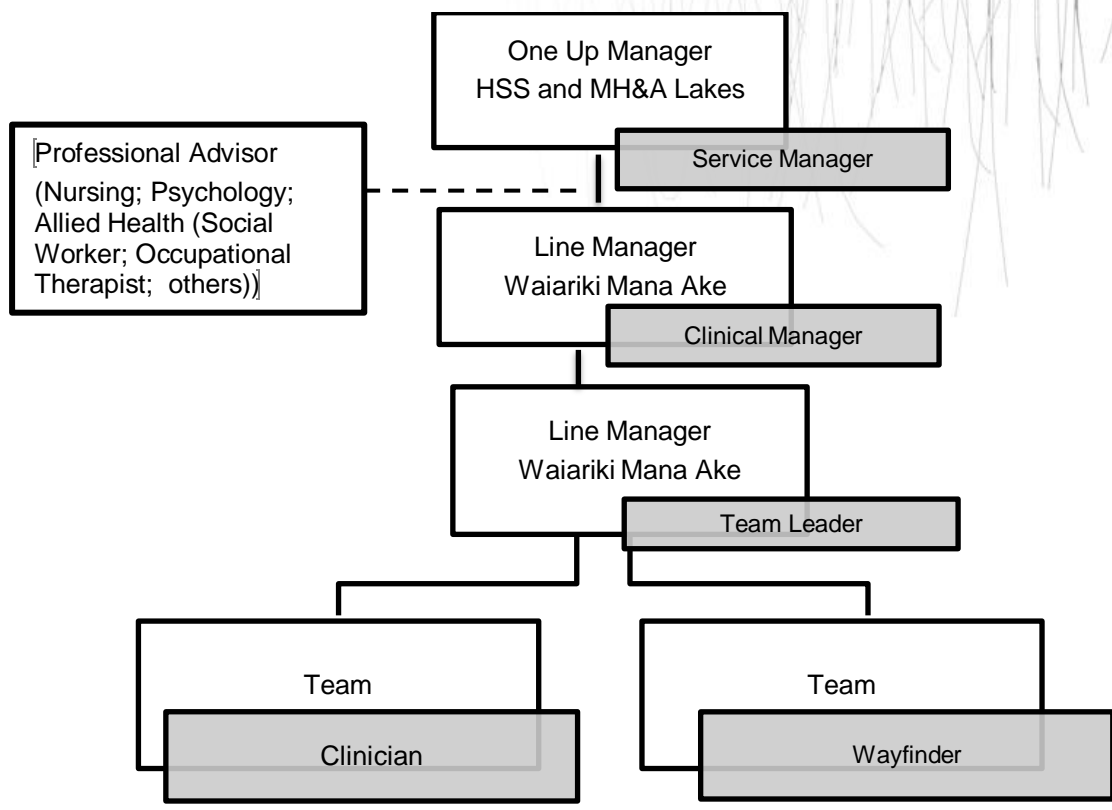 One Up Manager
HSS and MH&A Lakes
Service Manager
Professional Advisor
(Nursing; Psychology;
Allied Health (Social
Worker; Occupational
Therapist; others))
Line Manager
Waiariki Mana Ake
Clinical Manager
Line Manager
Waiariki Mana Ake
Team Leader
Team
Clinician
Team
Wayfinder